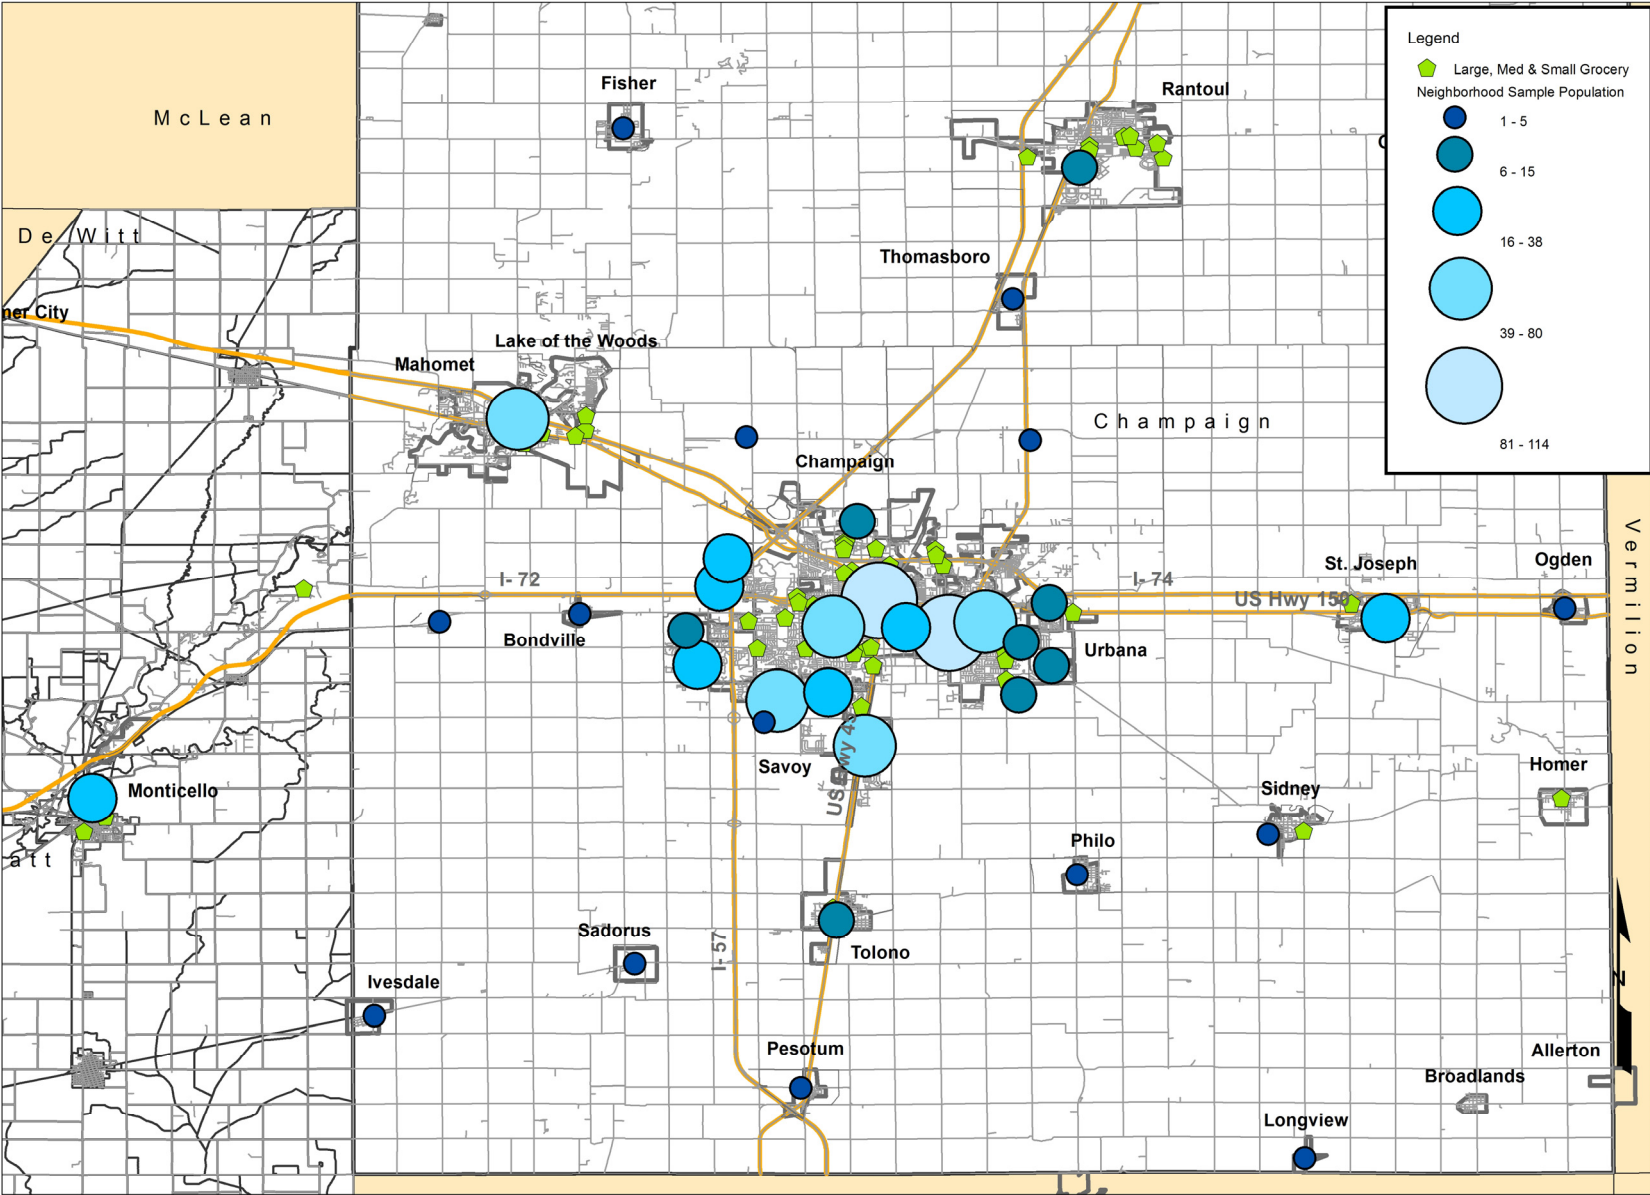 Legend
Large, Med & Small Grocery
Neighborhood Sample Population
1 - 5
6 - 15
16 - 38
39 - 80
81 - 114
Fisher
Rantoul
McLean
De Witt
Thomasboro
ner City
Lake of the Woods
Mahomet
Champaign
Champaign
Vermilion
I- 72
I- 74
St. Joseph
Ogden
US Hwy 150
Bondville
Urbana
Savoy
US Hwy 45
Monticello
Homer
Sidney
Philo
att
Sadorus
I- 57
Tolono
Ivesdale
N
Pesotum
Allerton
Broadlands
Longview